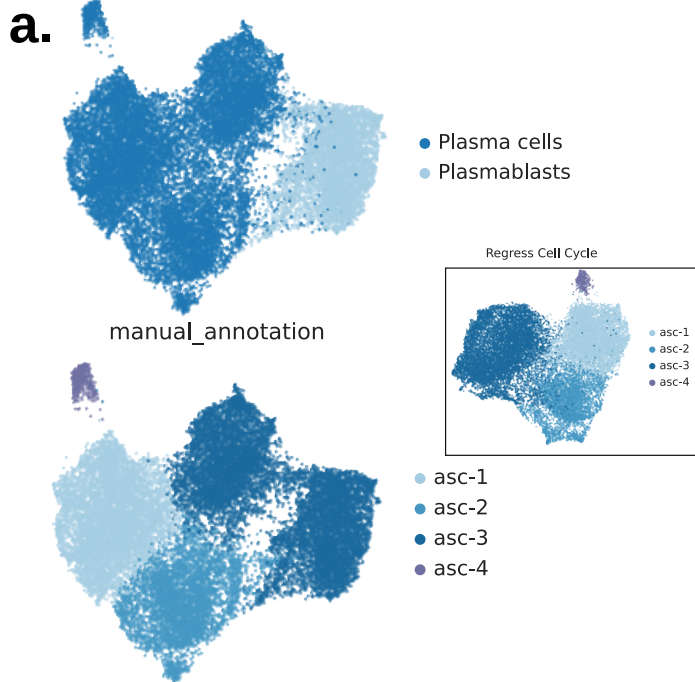 a.
Plasma cells
Plasmablasts
Regress Cell Cycle
asc-1
asc-2
asc-3
asc-4
manual_annotation
asc-1
asc-2
asc-3
asc-4